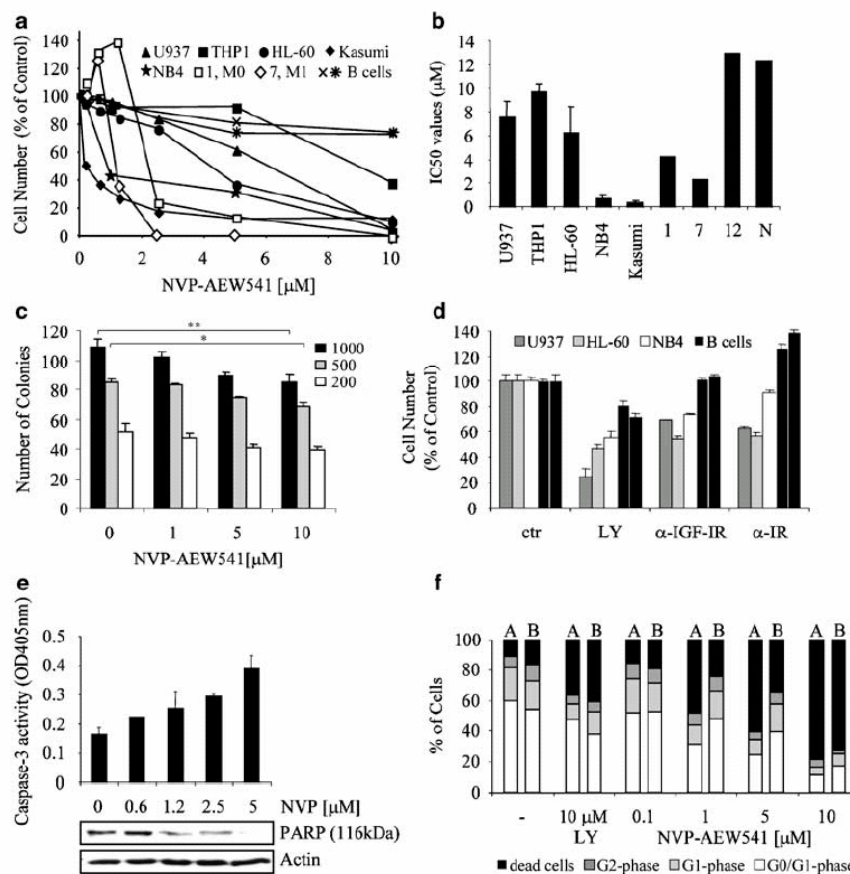 a
U937 THP1 HL-60 Kasumi
NB4 1, M0 7, M1 B cells
Cell Number (% of Control)
140
120
100
80
60
40
20
0
0 2 4 6 8 10
NVP-AEW541 [μM]
b
IC50 values (μM)
14
12
10
8
6
4
2
0
U937 THP1 HL-60 NB4 Kasumi 1 7 12 N
c
Number of Colonies
120
100
80
60
40
20
0
**
*
1000
500
200
0 1 5 10
NVP-AEW541[μM]
d
U937 HL-60 NB4 B cells
Cell Number
(% of Control)
140
120
100
80
60
40
20
0
ctr LY α-IGF-IR α-IR
e
Caspase-3 activity (OD405nm)
0.5
0.4
0.3
0.2
0.1
0
0 0.6 1.2 2.5 5 NVP [μM]
PARP (116kDa)
Actin
f
A B A B A B A B A B A B
% of Cells
100
80
60
40
20
0
- 10 μM 0.1 1 5 10
LY NVP-AEW541 [μM]
dead cells G2-phase G1-phase G0/G1-phase